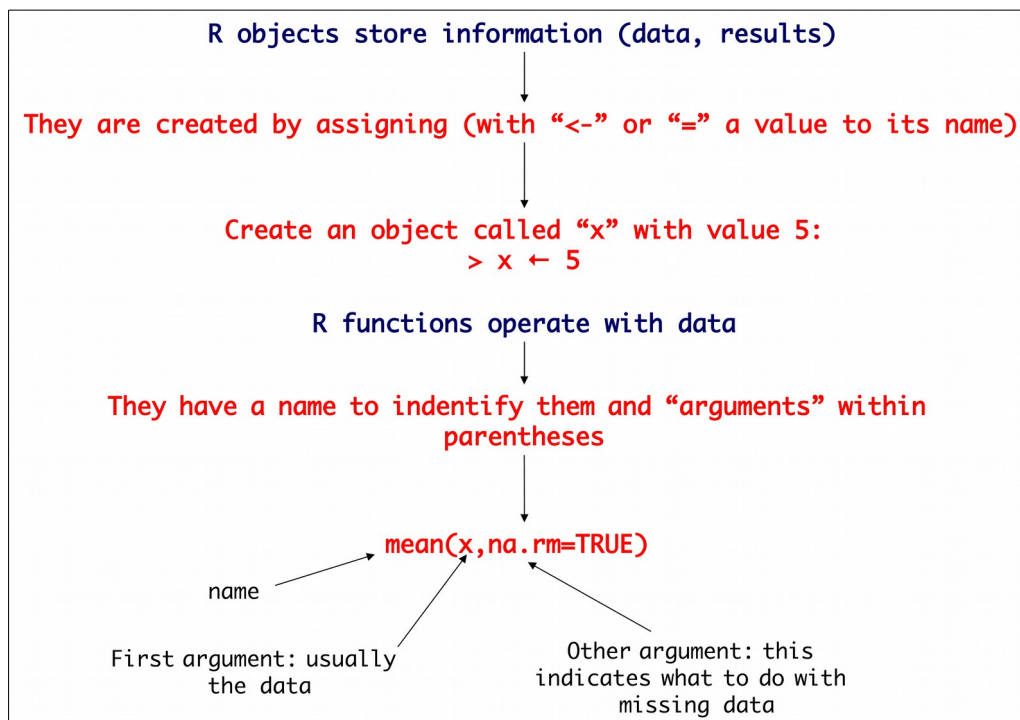 R objects store information (data, results)
They are created by assigning (with “<-” or “=” a value to its name)
Create an object called “x” with value 5:
> x ← 5
R functions operate with data
They have a name to indentify them and “arguments” within
parentheses
mean(x,na.rm=TRUE)
name
First argument: usually
the data
Other argument: this
indicates what to do with
missing data